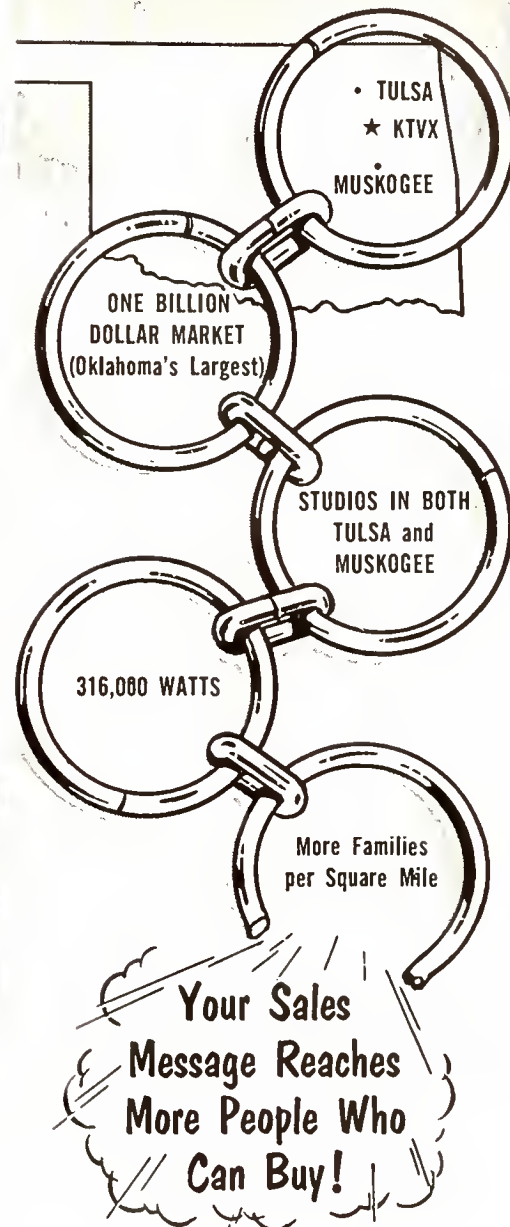 • TULSA
★ KTVX
MUSKOGEE
ONE BILLION
DOLLAR MARKET
(Oklahoma's Largest)
STUDIOS IN BOTH
TULSA and
MUSKOGEE
316,000 WATTS
More Families
per Square Mile
Your Sales
Message Reaches
More People Who
Can Buy!